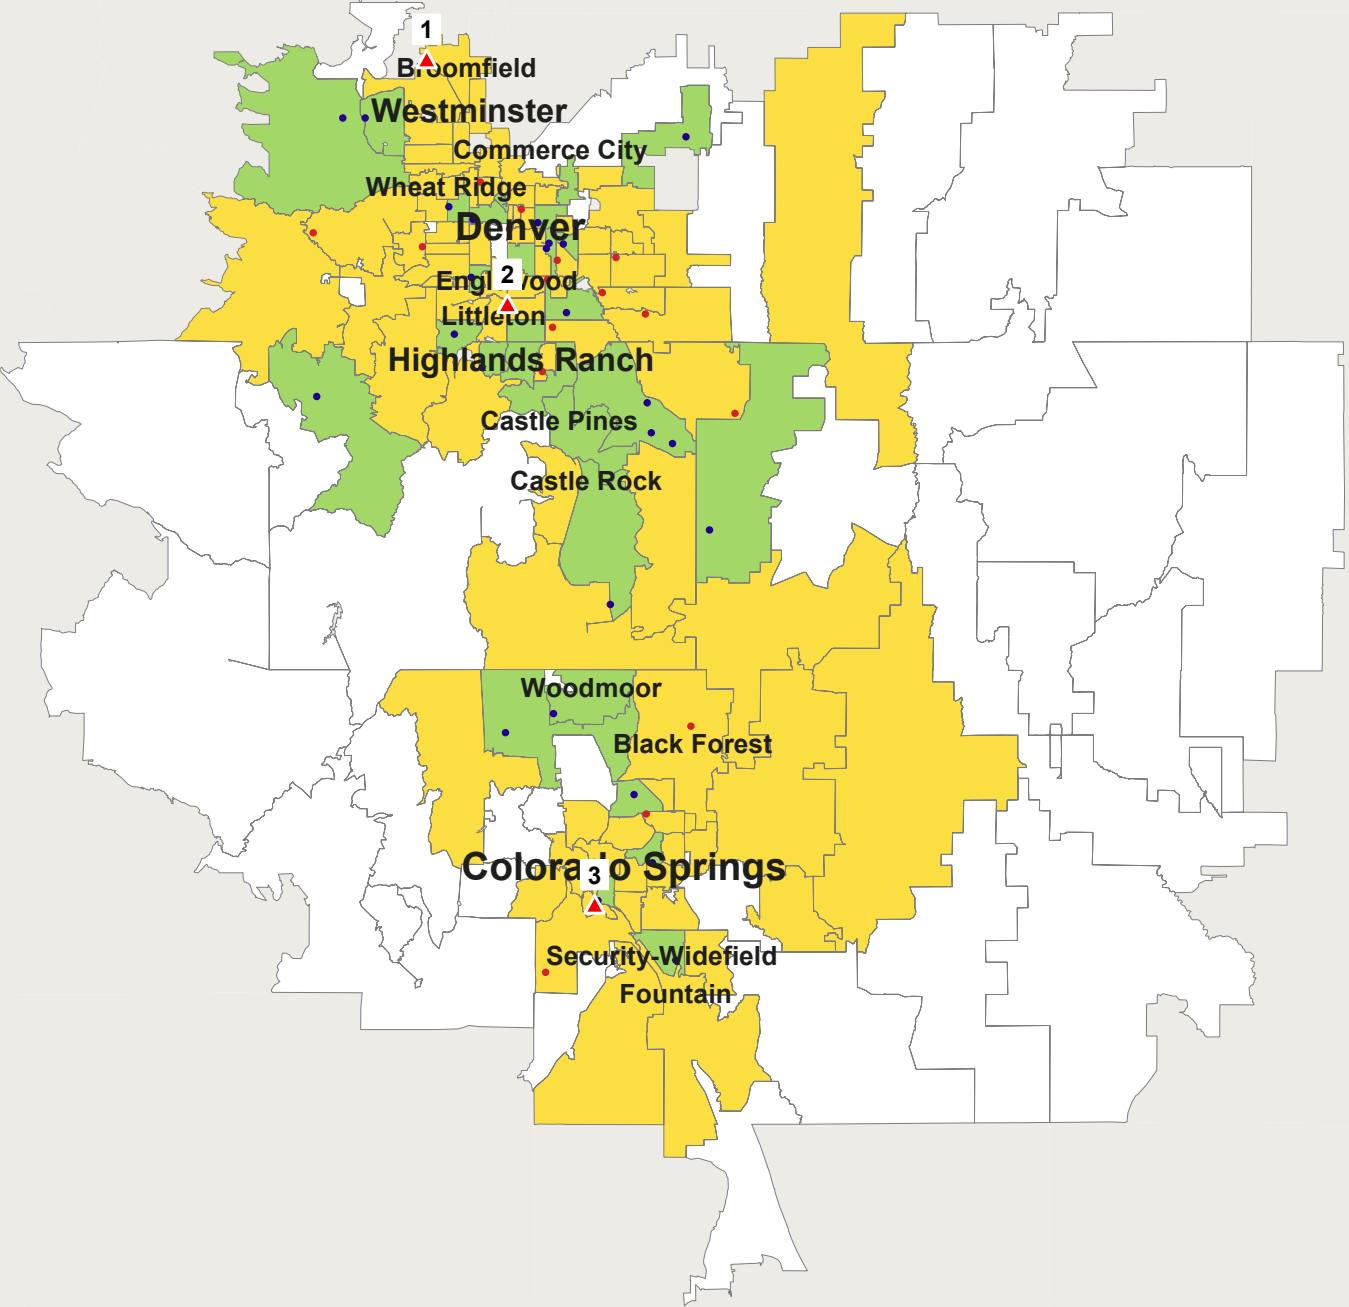 1
Broomfield
Westminster
Commerce City
Wheat Ridge
Denver
Englewood
2
Littleton
Highlands Ranch
Castle Pines
Castle Rock
Woodmoor
Black Forest
Colorado Springs
3
Security-Widefield
Fountain